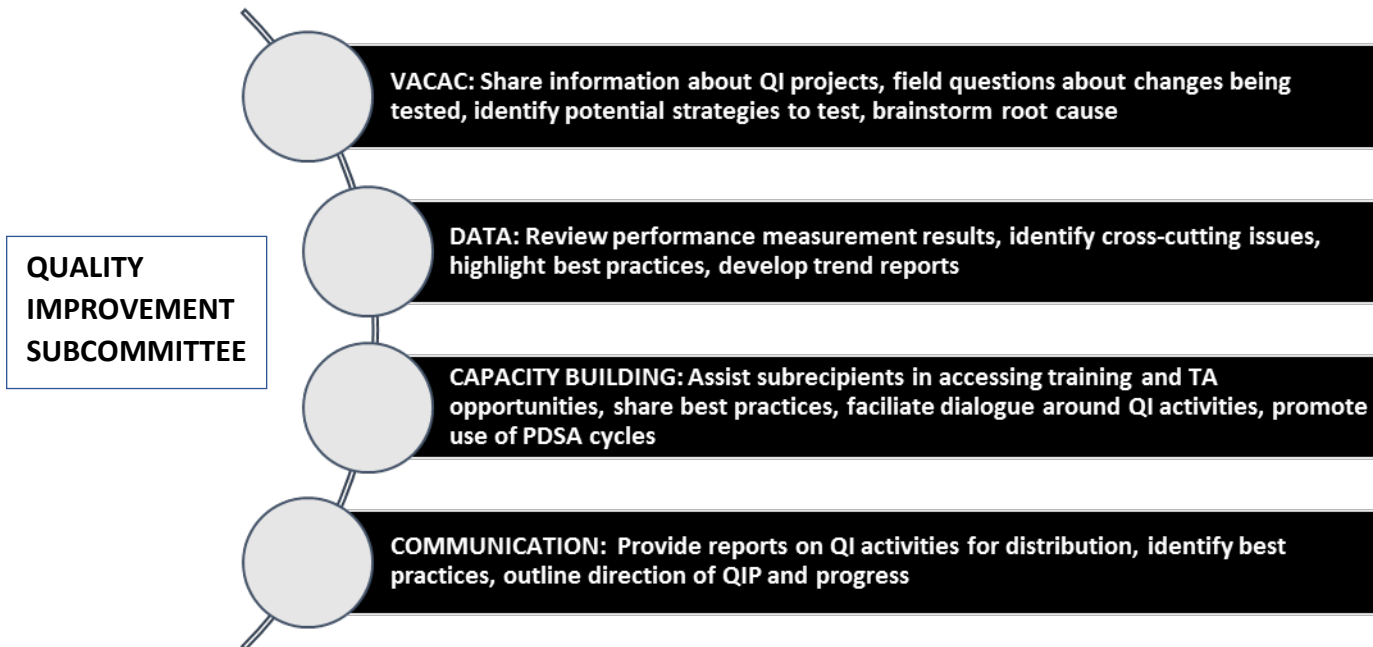 VACAC: Share information about QI projects, field questions about changes being
tested, identify potential strategies to test, brainstorm root cause
DATA: Review performance measurement results, identify cross-cutting issues,
highlight best practices, develop trend reports
QUALITY
IMPROVEMENT
SUBCOMMITTEE
CAPACITY BUILDING: Assist subrecipients in accessing training and TA
opportunities, share best practices, faciliate dialogue around QI activities, promote
use of PDSA cycles
COMMUNICATION: Provide reports on QI activities for distribution, identify best
practices, outline direction of QIP and progress